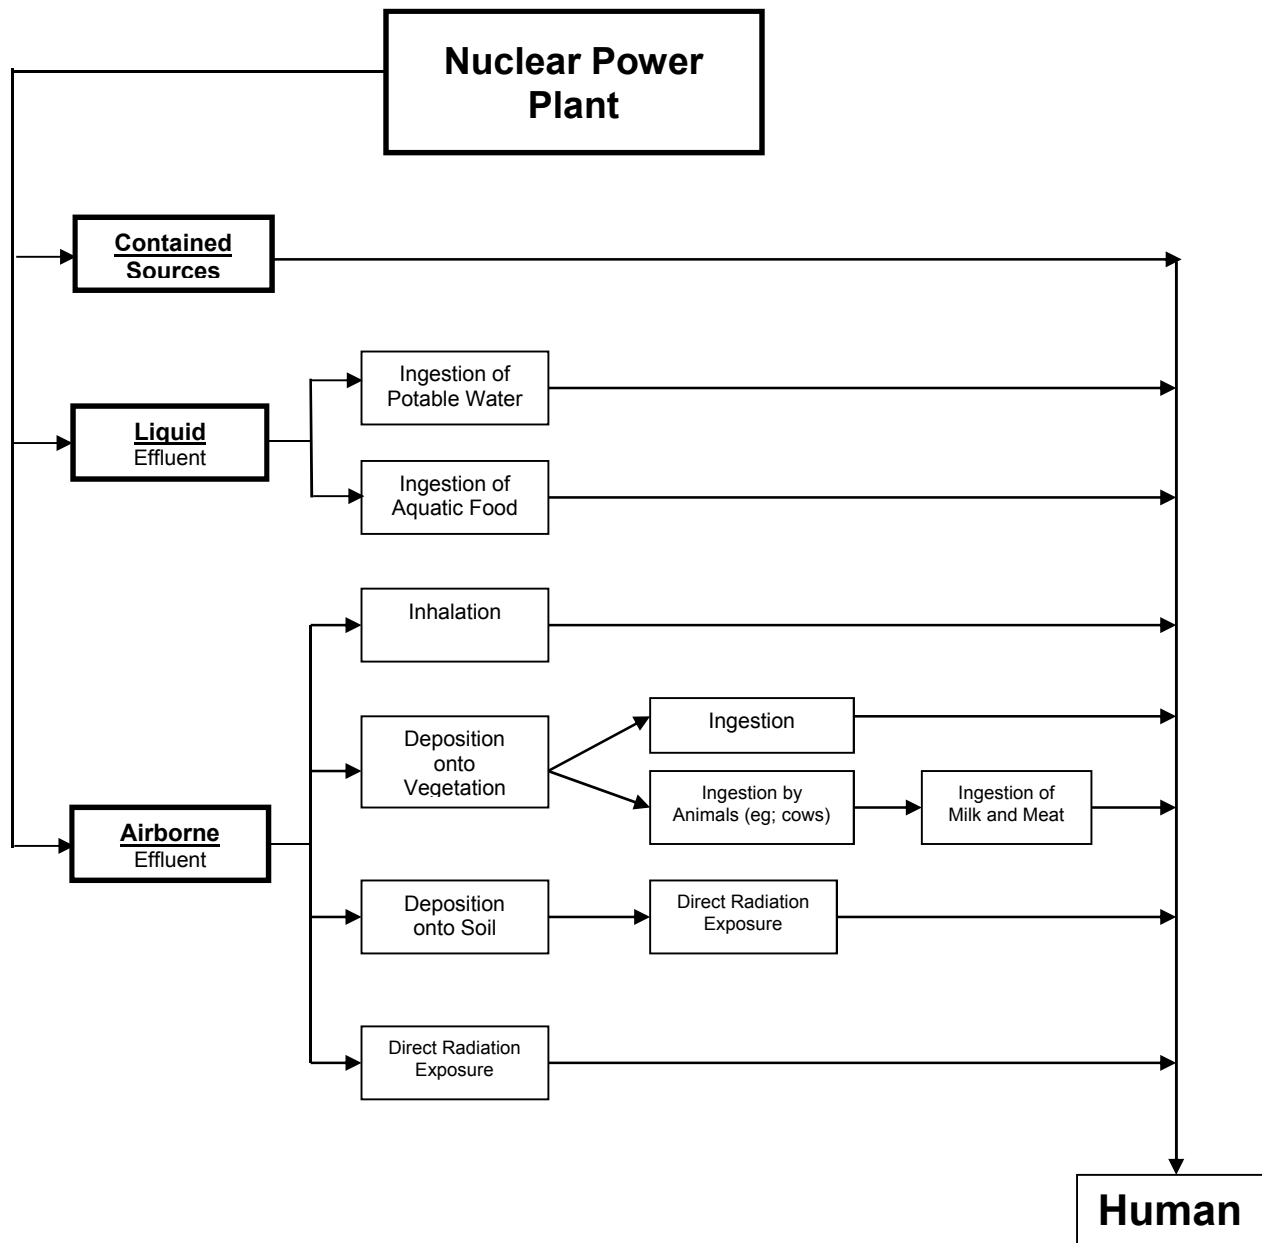 Nuclear Power
Plant
Contained
Sources
Ingestion of
Potable Water
Liquid
Effluent
Ingestion of
Aquatic Food
Inhalation
Deposition
onto
Vegetation
Ingestion
Ingestion by
Animals (eg; cows)
Ingestion of
Milk and Meat
Airborne
Effluent
Deposition
onto Soil
Direct Radiation
Exposure
Direct Radiation
Exposure
Human